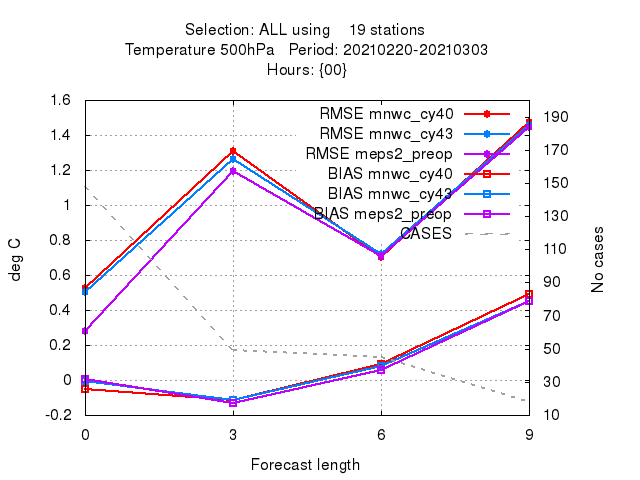 Selection: ALL using    19 stations
Temperature 500hPa   Period: 20210220-20210303
Hours: {00}
RMSE mnwc_cy40
RMSE mnwc_cy43
RMSE meps2_preop
BIAS mnwc_cy40
BIAS mnwc_cy43
BIAS meps2_preop
CASES
1.6
1.4
1.2
1
0.8
0.6
0.4
0.2
0
-0.2
deg C
190
170
150
130
110
90
70
50
30
10
No cases
0 3 6 9
Forecast length